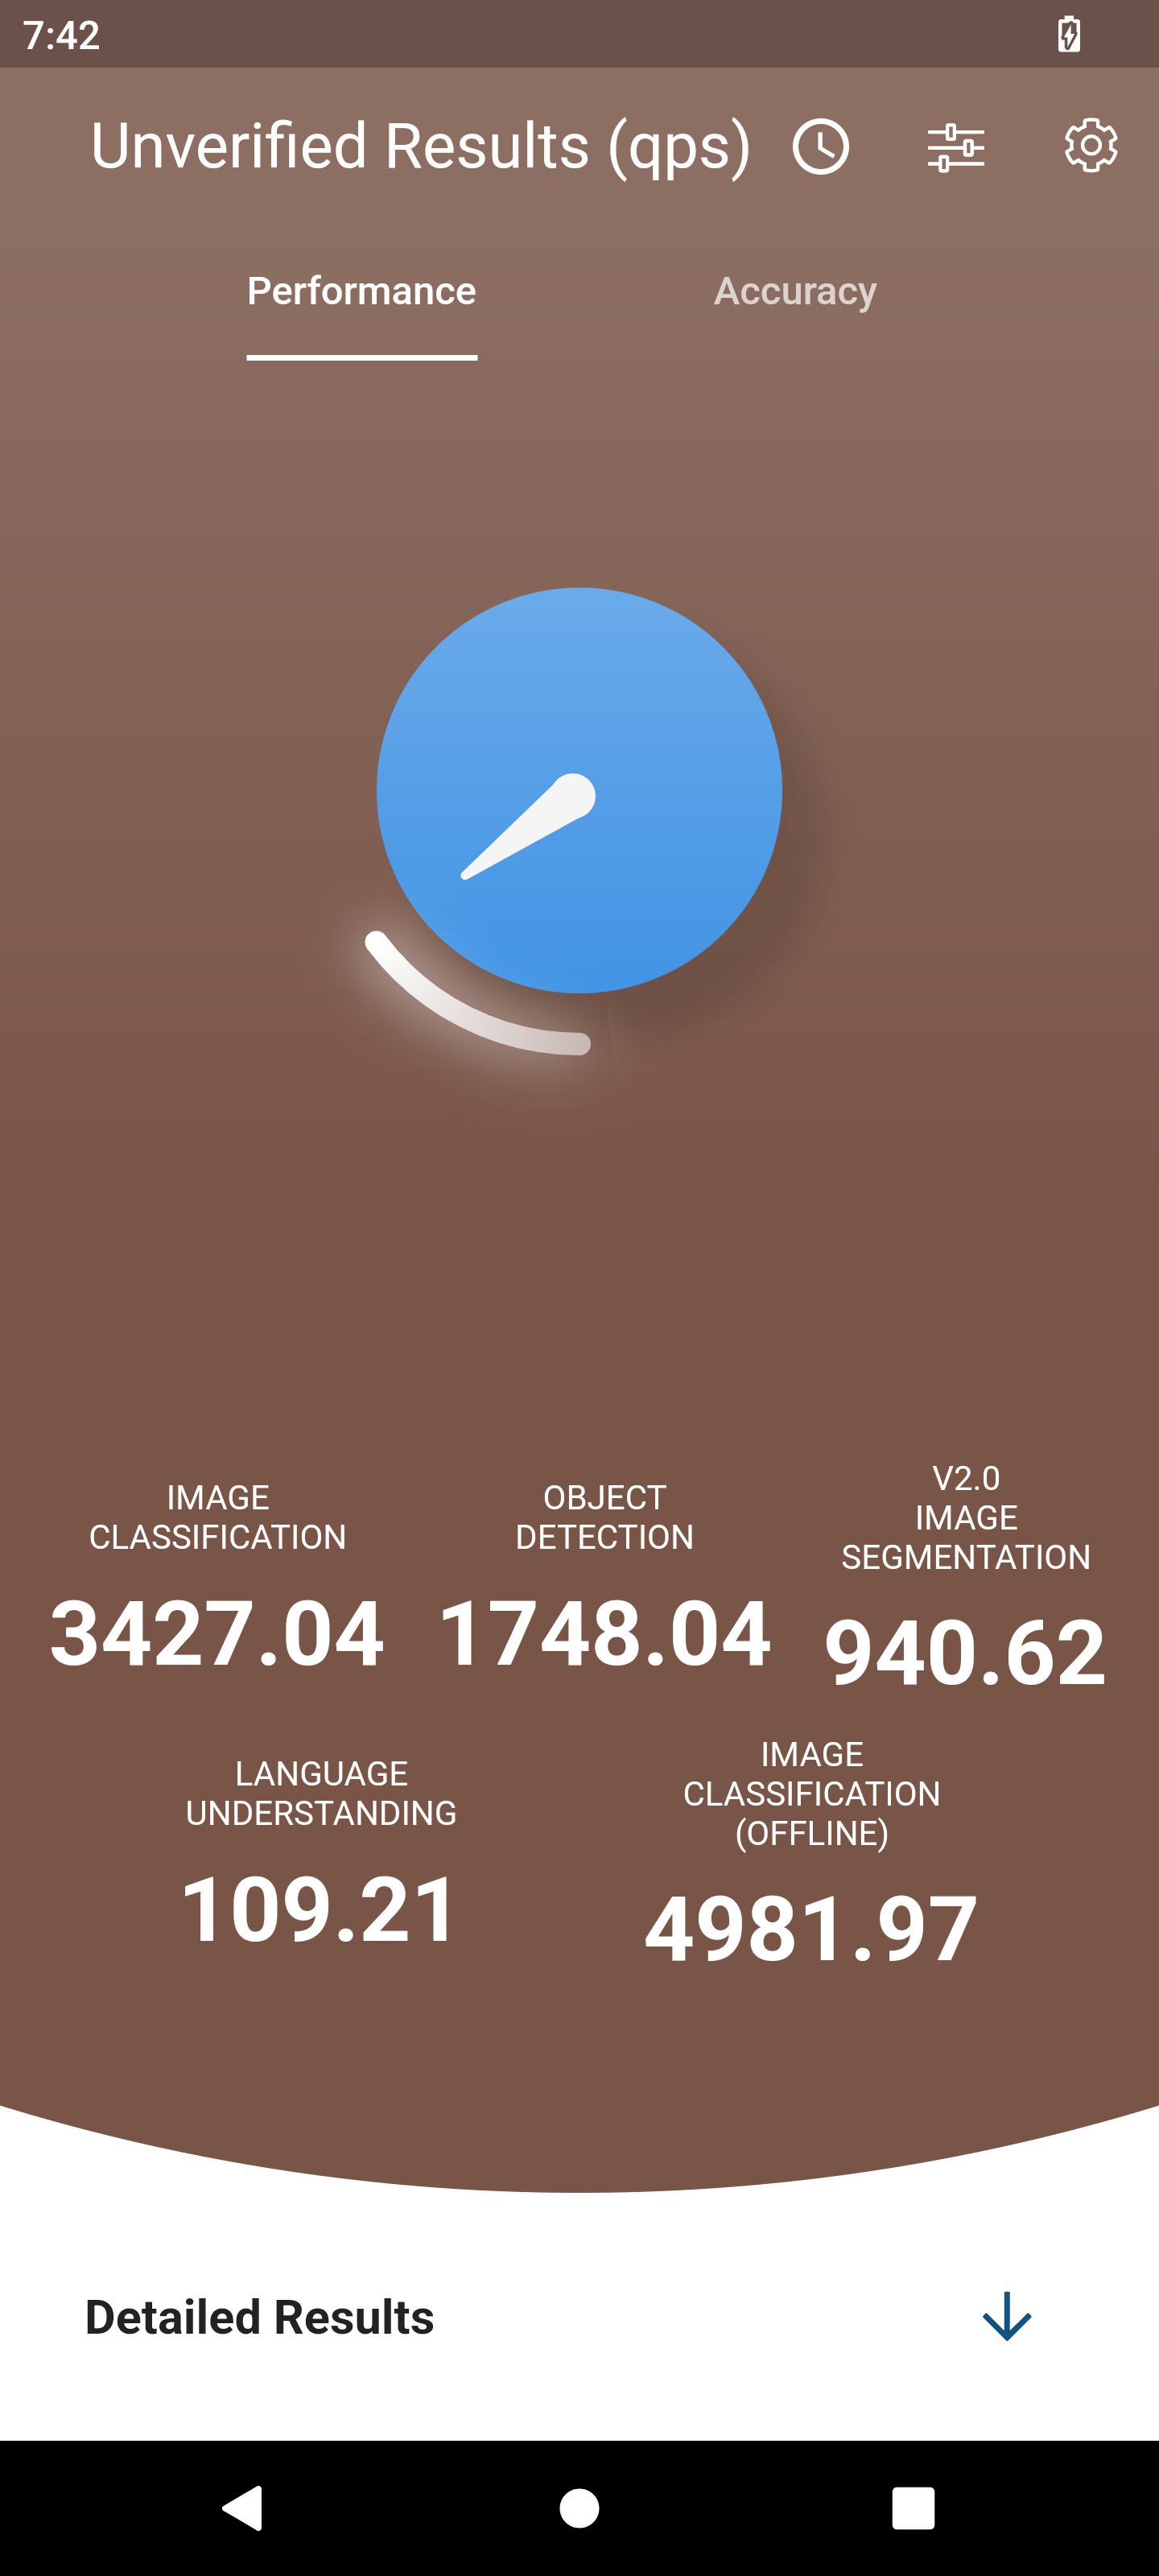 7:42
Unverified Results (qps)
Performance
Accuracy
IMAGE
CLASSIFICATION
3427.04
OBJECT
DETECTION
1748.04
V2.0
IMAGE
SEGMENTATION
940.62
LANGUAGE
UNDERSTANDING
109.21
IMAGE
CLASSIFICATION
(OFFLINE)
4981.97
Detailed Results